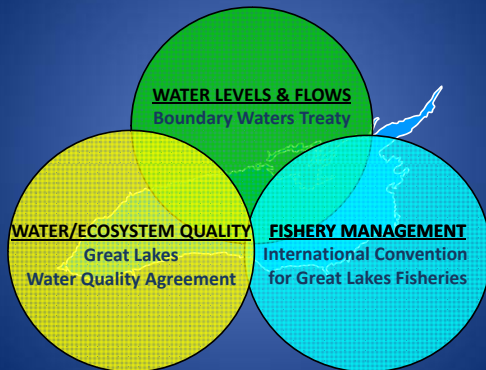 WATER LEVELS & FLOWS
Boundary Waters Treaty
WATER/ECOSYSTEM QUALITY
Great Lakes
Water Quality Agreement
FISHERY MANAGEMENT
International Convention
for Great Lakes Fisheries